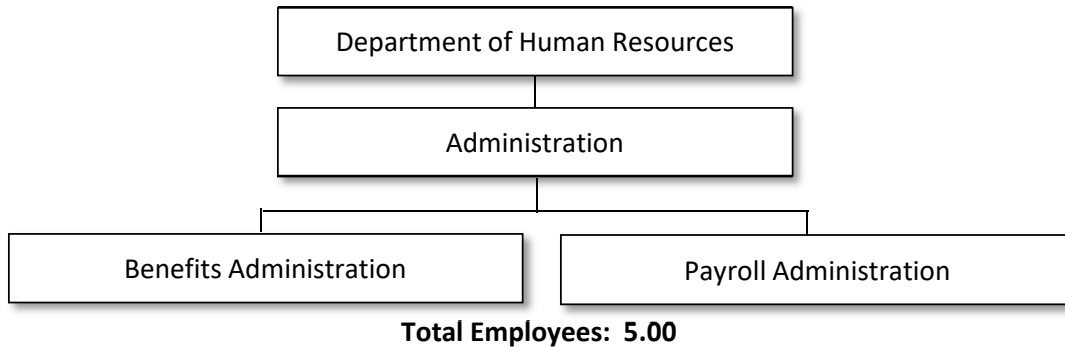 Department of Human Resources
Administration
Benefits Administration
Payroll Administration
Total Employees: 5.00